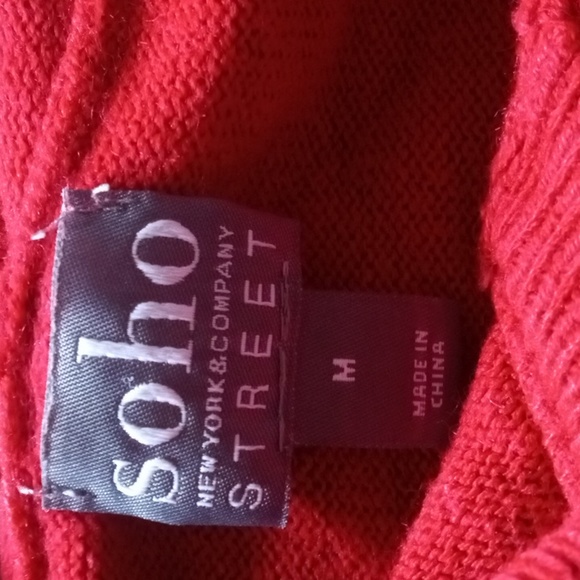 soho
NEW YORK & COMPANY
STREET
M
MADE IN
CHINA